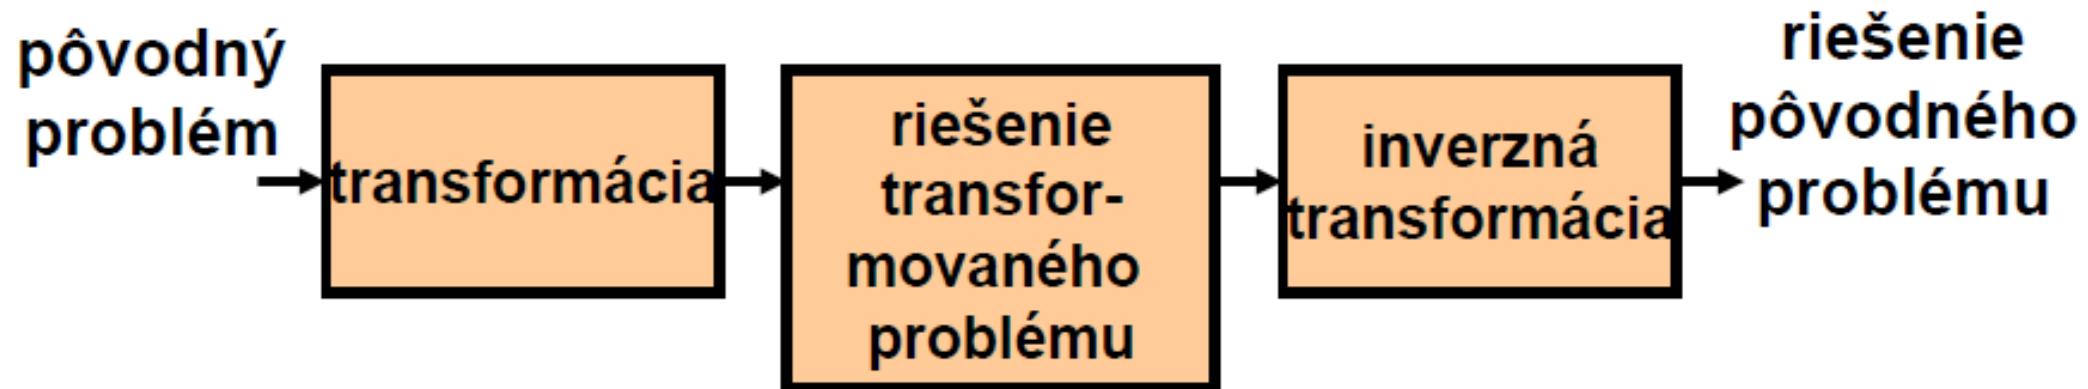 pôvodný
problém
transformácia
riešenie
transfor-
movaného
problému
inverzná
transformácia
riešenie
pôvodného
problému